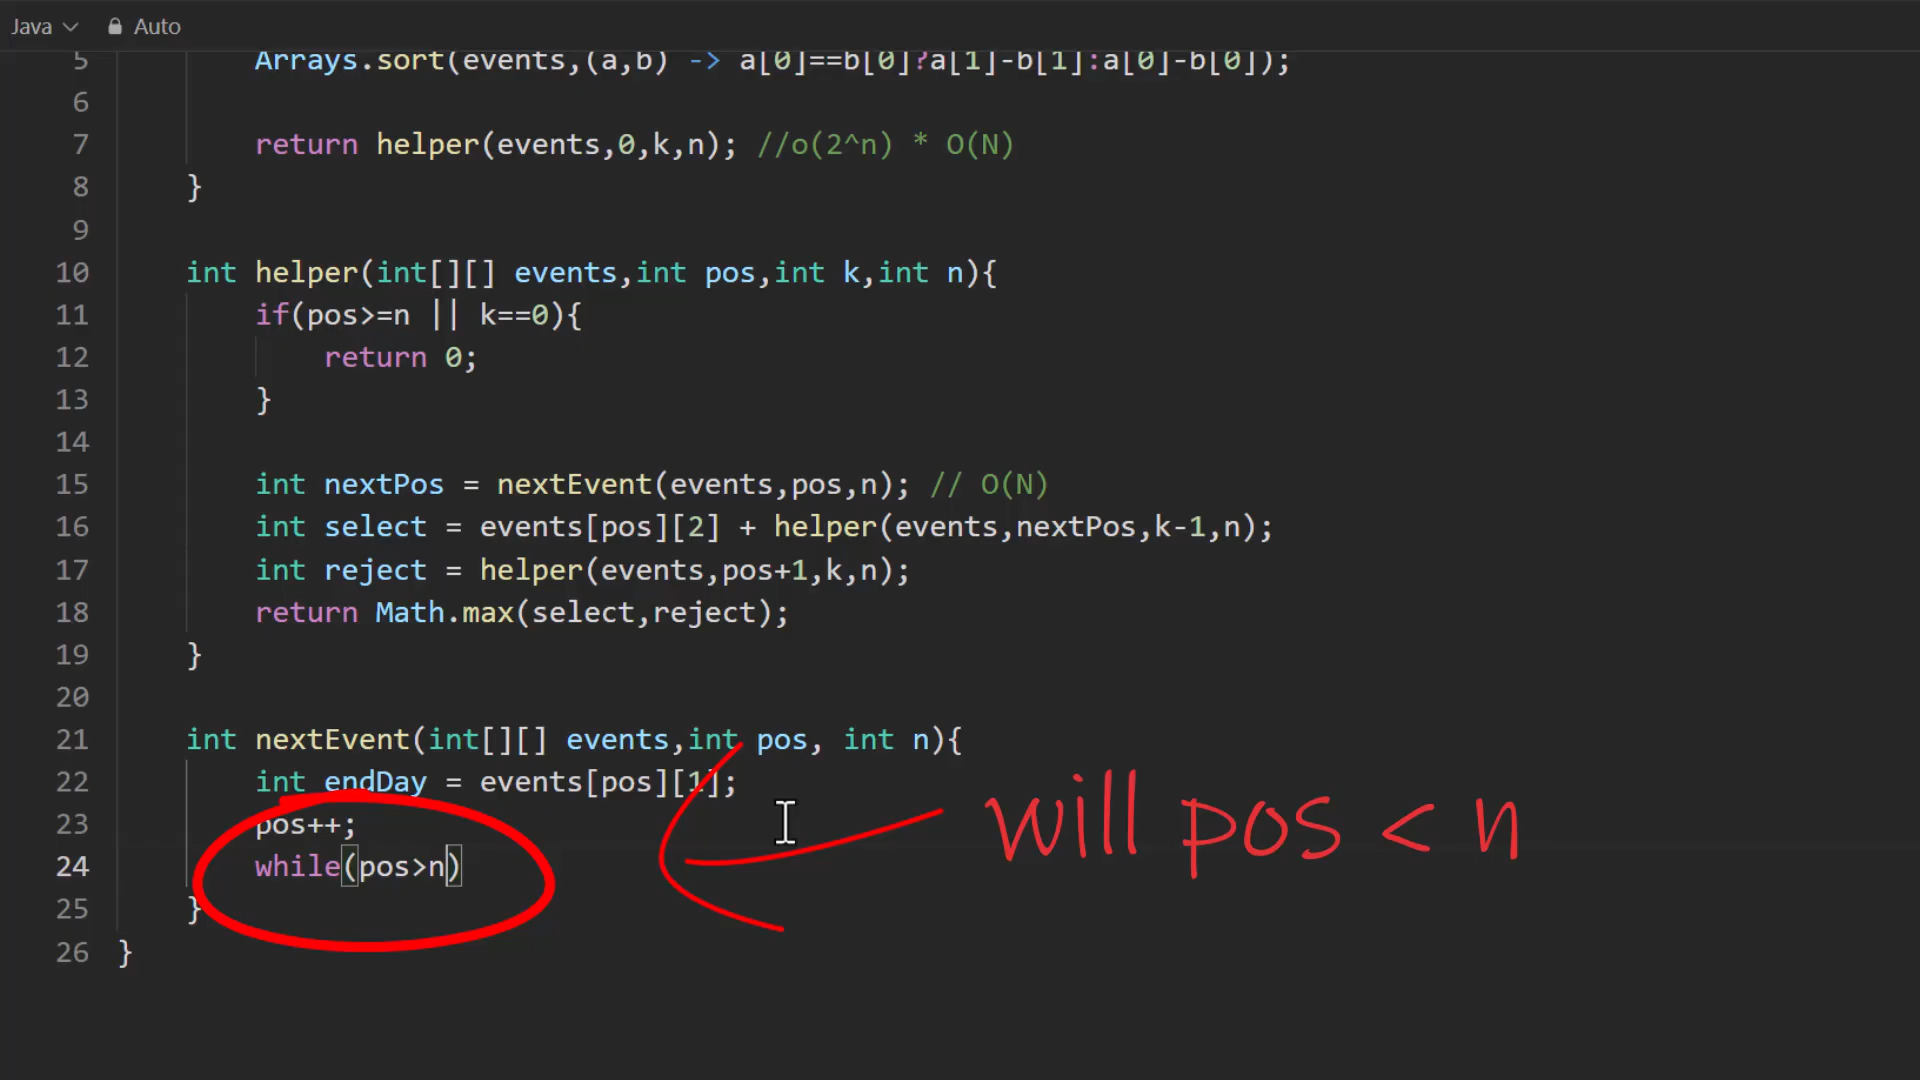 Java Auto
5 Arrays.sort(events,(a,b) -> a[0]==b[0]?a[1]-b[1]:a[0]-b[0]);
6
7 return helper(events,0,k,n); //o(2^n) * O(N)
8 }
9
10 int helper(int[][] events,int pos,int k,int n){
11 if(pos>=n || k==0){
12 return 0;
13 }
14
15 int nextPos = nextEvent(events,pos,n); // O(N)
16 int select = events[pos][2] + helper(events,nextPos,k-1,n);
17 int reject = helper(events,pos+1,k,n);
18 return Math.max(select,reject);
19 }
20
21 int nextEvent(int[][] events,int pos, int n){
22 int endDay = events[pos][1];
23 pos++;
24 while(pos>n)
25 }
26 }
will pos < n